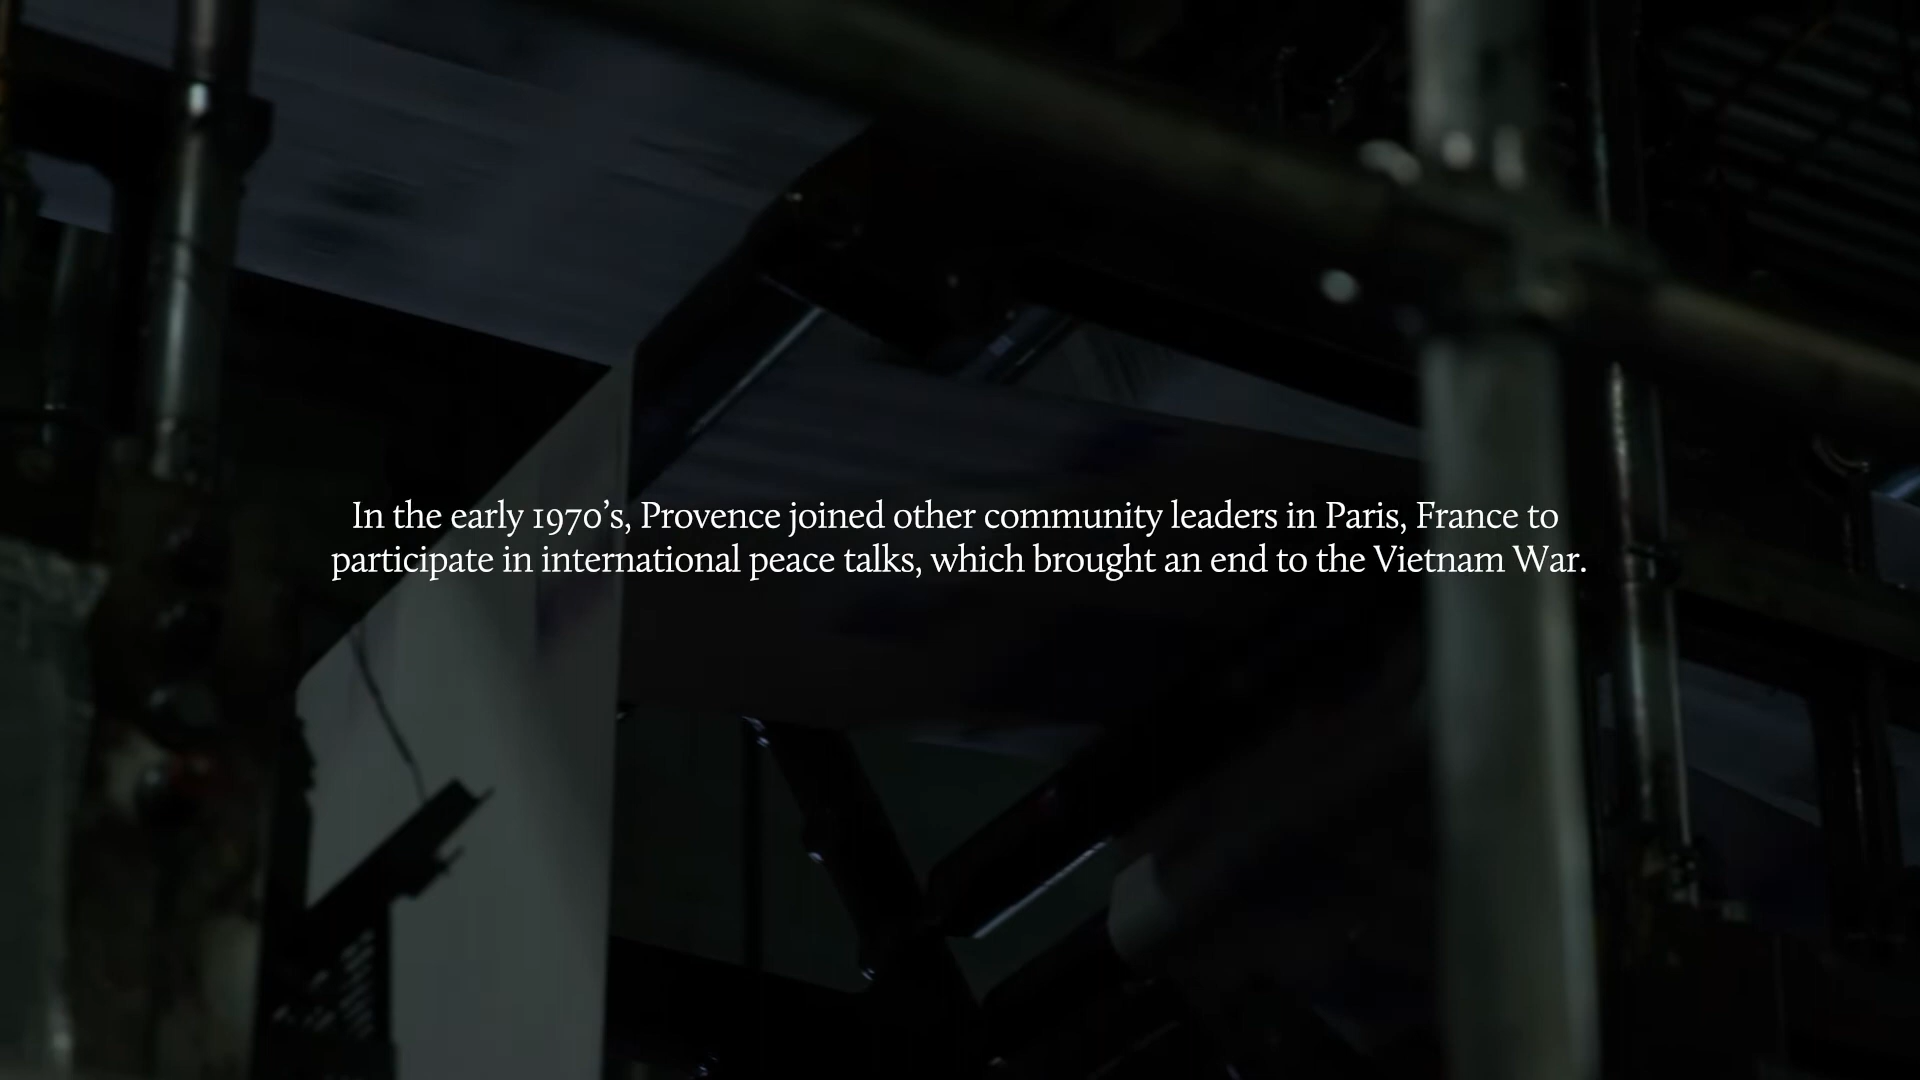 In the early 1970’s, Provence joined other community leaders in Paris, France to
participate in international peace talks, which brought an end to the Vietnam War.